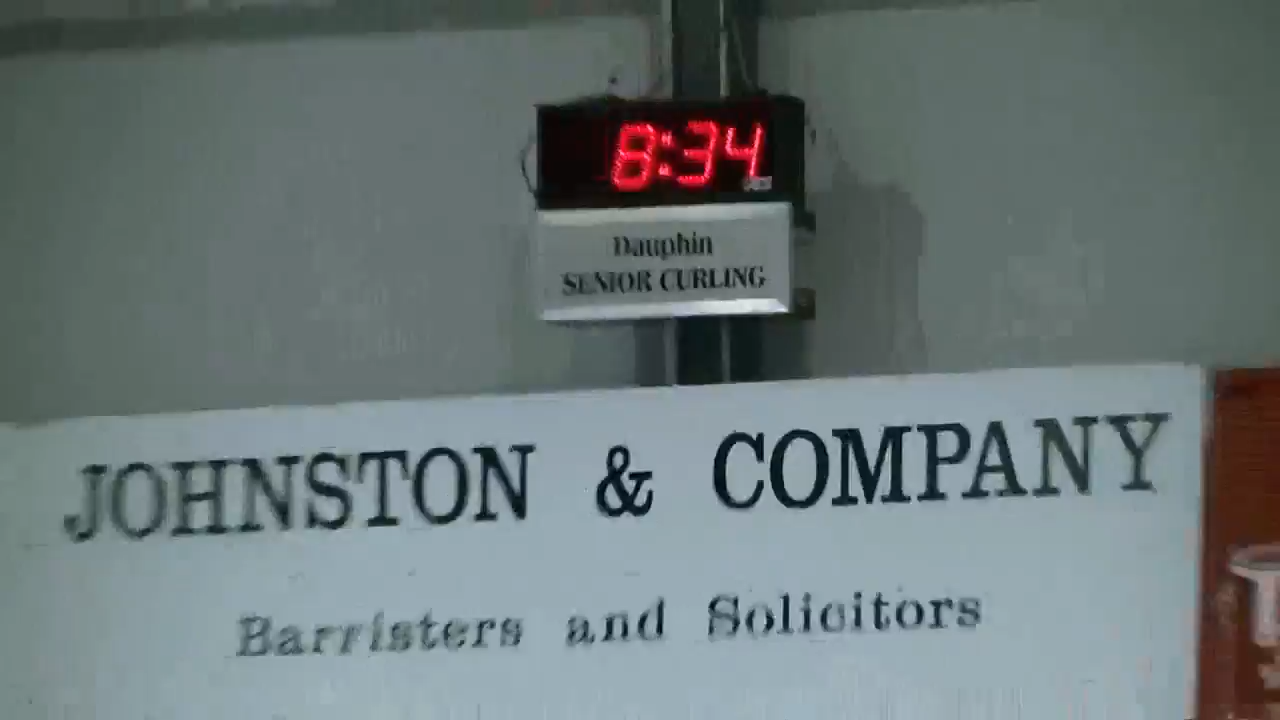 8:34
Dauphin
SENIOR CURLING
JOHNSTON & COMPANY
Barristers and Solicitors